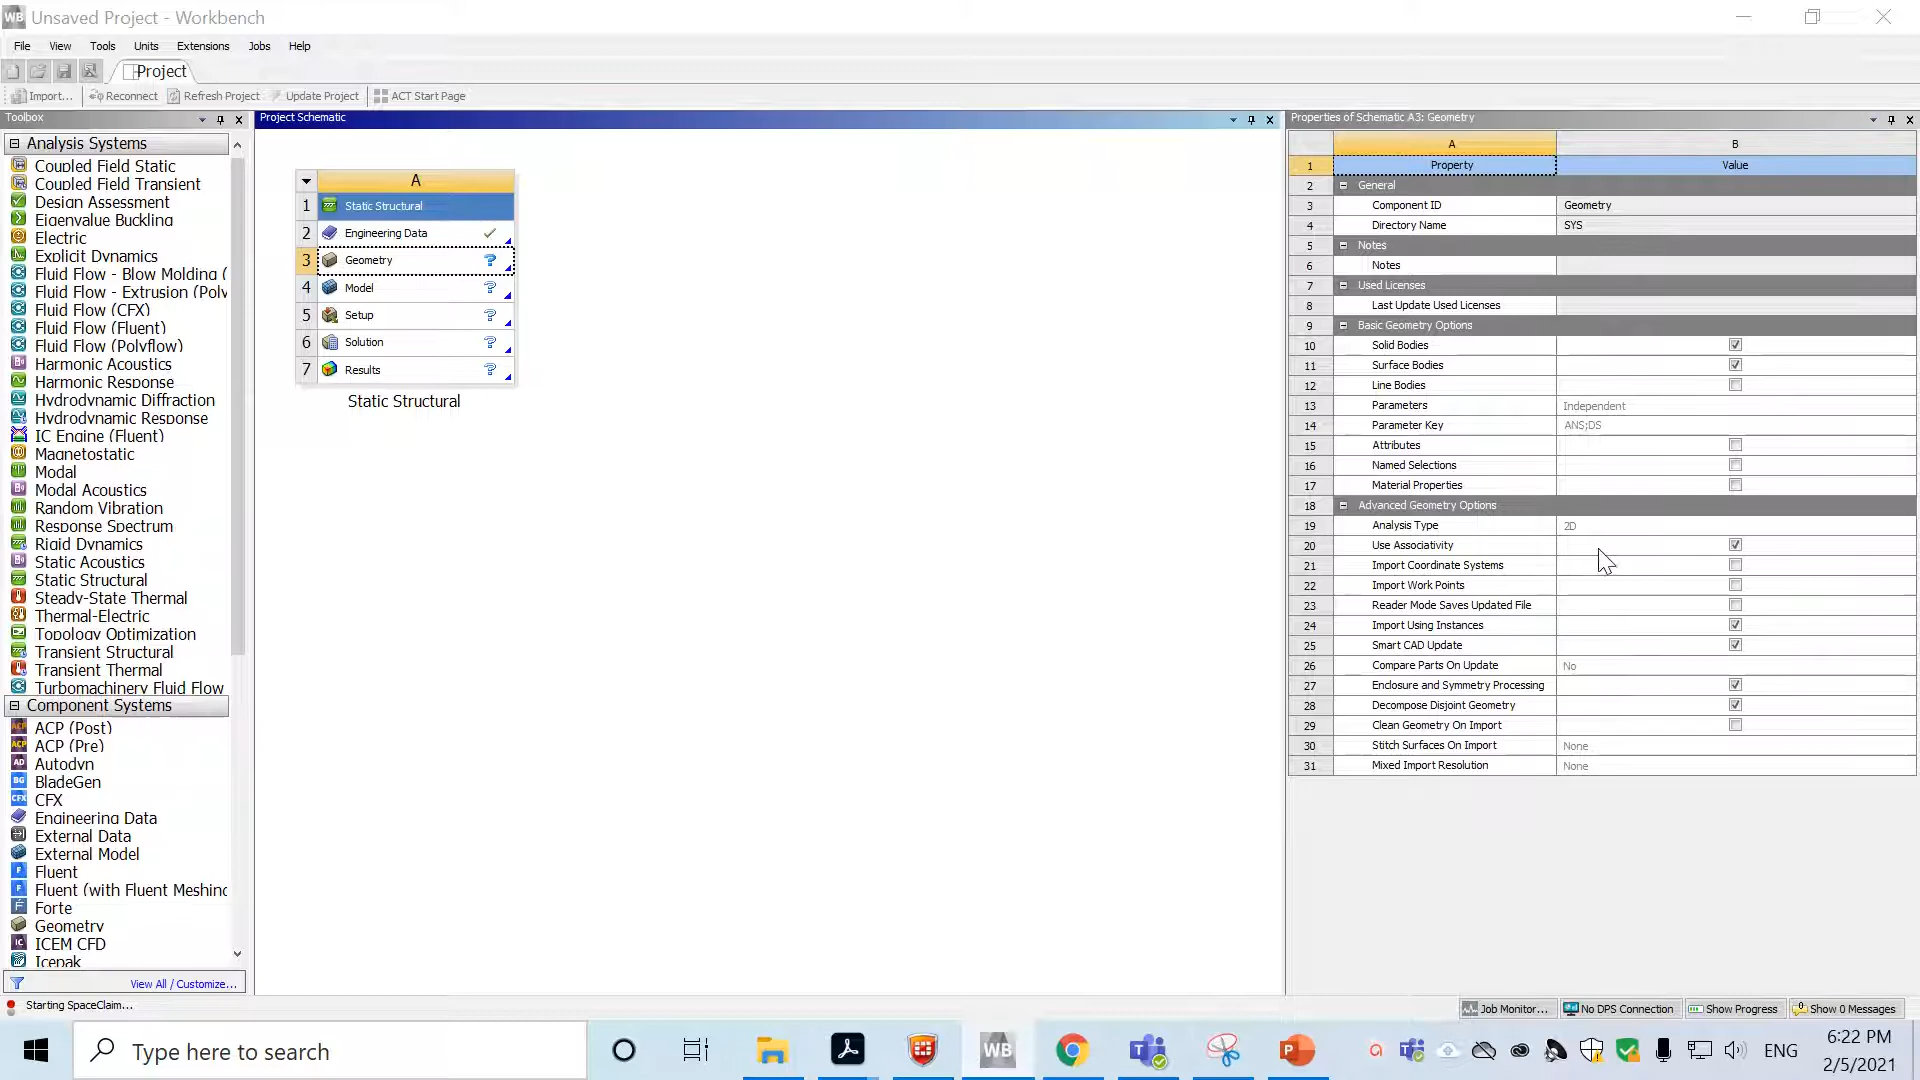 WB Unsaved Project - Workbench
File View Tools Units Extensions Jobs Help
Project
Import... Reconnect Refresh Project Update Project ACT Start Page
Toolbox
Analysis Systems
Coupled Field Static
Coupled Field Transient
Design Assessment
Eigenvalue Buckling
Electric
Explicit Dynamics
Fluid Flow - Blow Molding (
Fluid Flow - Extrusion (Poly
Fluid Flow (CFX)
Fluid Flow (Fluent)
Fluid Flow (Polyflow)
Harmonic Acoustics
Harmonic Response
Hydrodynamic Diffraction
Hydrodynamic Response
IC Engine (Fluent)
Magnetostatic
Modal
Modal Acoustics
Random Vibration
Response Spectrum
Rigid Dynamics
Static Acoustics
Static Structural
Steady-State Thermal
Thermal-Electric
Topology Optimization
Transient Structural
Transient Thermal
Turbomachinery Fluid Flow
Component Systems
ACP (Post)
ACP (Pre)
Autodyn
BladeGen
CFX
Engineering Data
External Data
External Model
Fluent
Fluent (with Fluent Meshing
Forte
Geometry
ICEM CFD
Icepak
View All / Customize...
Project Schematic
A
1 Static Structural
2 Engineering Data
3 Geometry ?
4 Model ?
5 Setup ?
6 Solution ?
7 Results ?
Static Structural
Properties of Schematic A3: Geometry
A B
1 Property Value
2 General
3 Component ID Geometry
4 Directory Name SYS
5 Notes
6 Notes
7 Used Licenses
8 Last Update Used Licenses
9 Basic Geometry Options
10 Solid Bodies
11 Surface Bodies
12 Line Bodies
13 Parameters Independent
14 Parameter Key ANS;DS
15 Attributes
16 Named Selections
17 Material Properties
18 Advanced Geometry Options
19 Analysis Type 2D
20 Use Associativity
21 Import Coordinate Systems
22 Import Work Points
23 Reader Mode Saves Updated File
24 Import Using Instances
25 Smart CAD Update
26 Compare Parts On Update No
27 Enclosure and Symmetry Processing
28 Decompose Disjoint Geometry
29 Clean Geometry On Import
30 Stitch Surfaces On Import None
31 Mixed Import Resolution None
Starting SpaceClaim...
Job Monitor... No DPS Connection Show Progress Show 0 Messages
Type here to search
WB
ENG
6:22 PM
2/5/2021